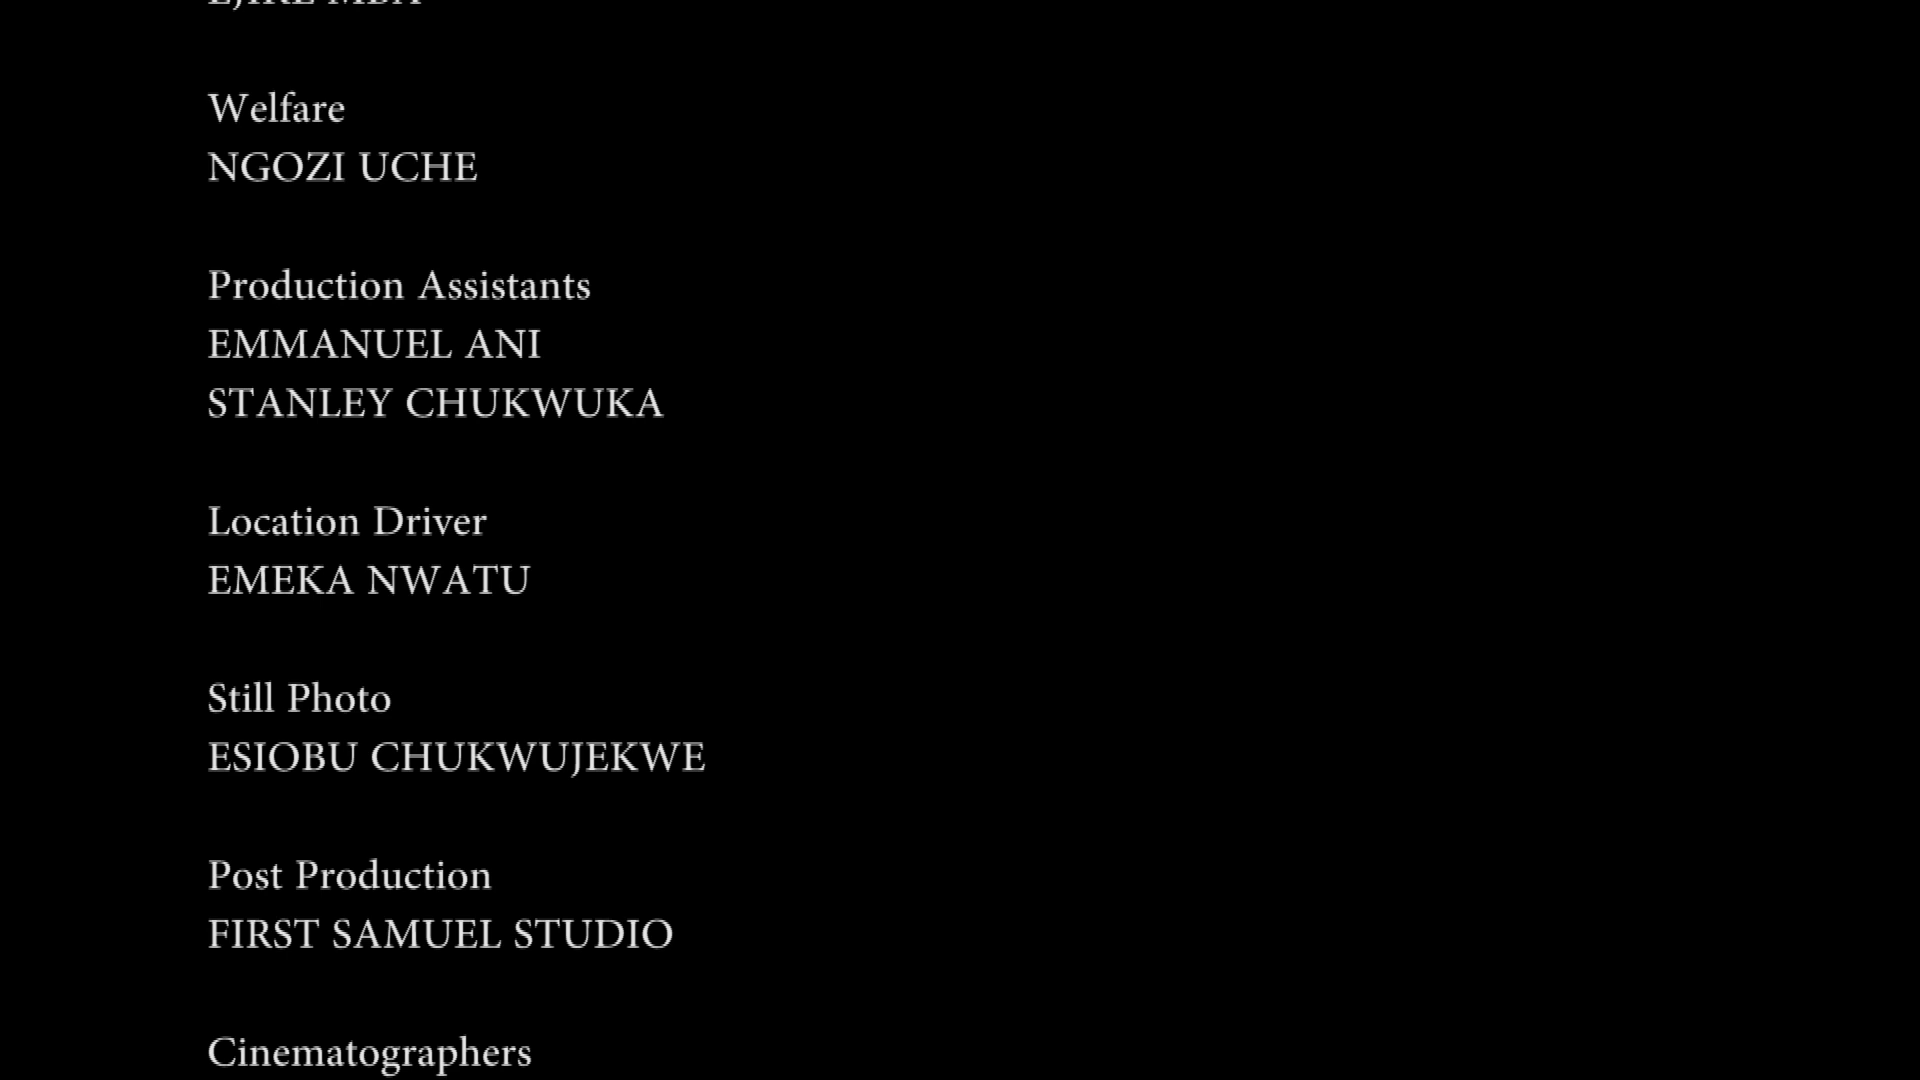 Welfare
NGOZI UCHE
Production Assistants
EMMANUEL ANI
STANLEY CHUKWUKA
Location Driver
EMEKA NWATU
Still Photo
ESIOBU CHUKWUJEKWE
Post Production
FIRST SAMUEL STUDIO
Cinematographers